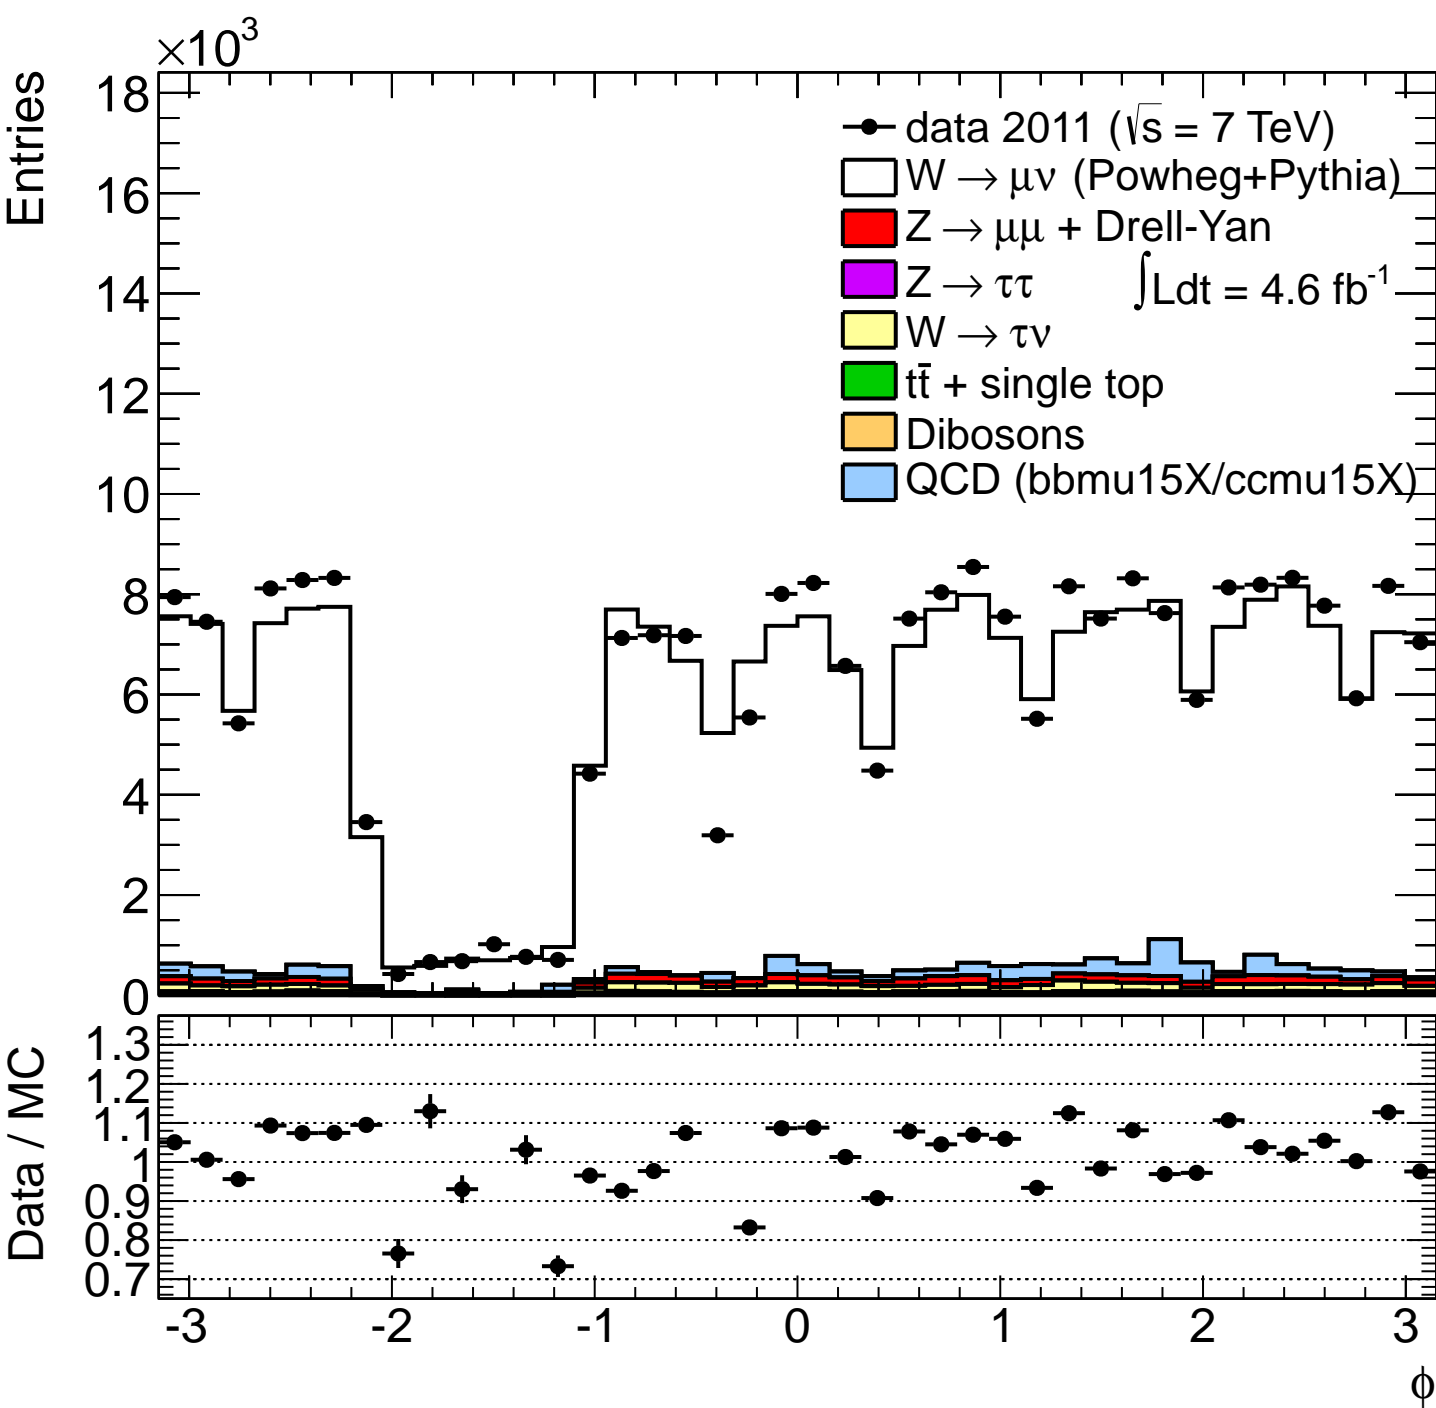 ×10³
Entries
18
16
14
12
10
8
6
4
2
0
data 2011 (√s = 7 TeV)
W → μν (Powheg+Pythia)
Z → μμ + Drell-Yan
Z → ττ
∫Ldt = 4.6 fb⁻¹
W → τν
tt̄ + single top
Dibosons
QCD (bbmu15X/ccmu15X)
Data / MC
1.3
1.2
1.1
1
0.9
0.8
0.7
-3 -2 -1 0 1 2 3
ϕ